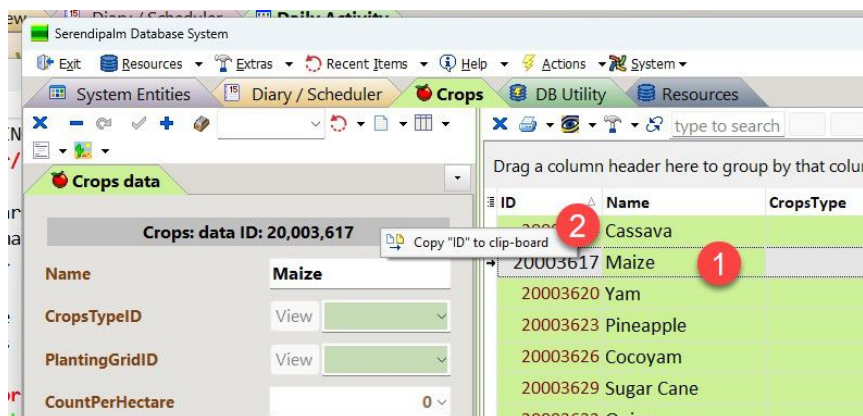 Diary / Scheduler Daily Activity
Serendipalm Database System
Exit Resources Extras Recent Items Help Actions System
System Entities 15 Diary / Scheduler Crops DB Utility Resources
type to search
Crops data
Drag a column header here to group by that colu
ID Name CropsType
Crops: data ID: 20,003,617
Copy "ID" to clip-board
2
Cassava
20003617 Maize
1
Name Maize
20003620 Yam
CropsTypeID View
20003623 Pineapple
PlantingGridID View
20003626 Cocoyam
CountPerHectare 0
20003629 Sugar Cane